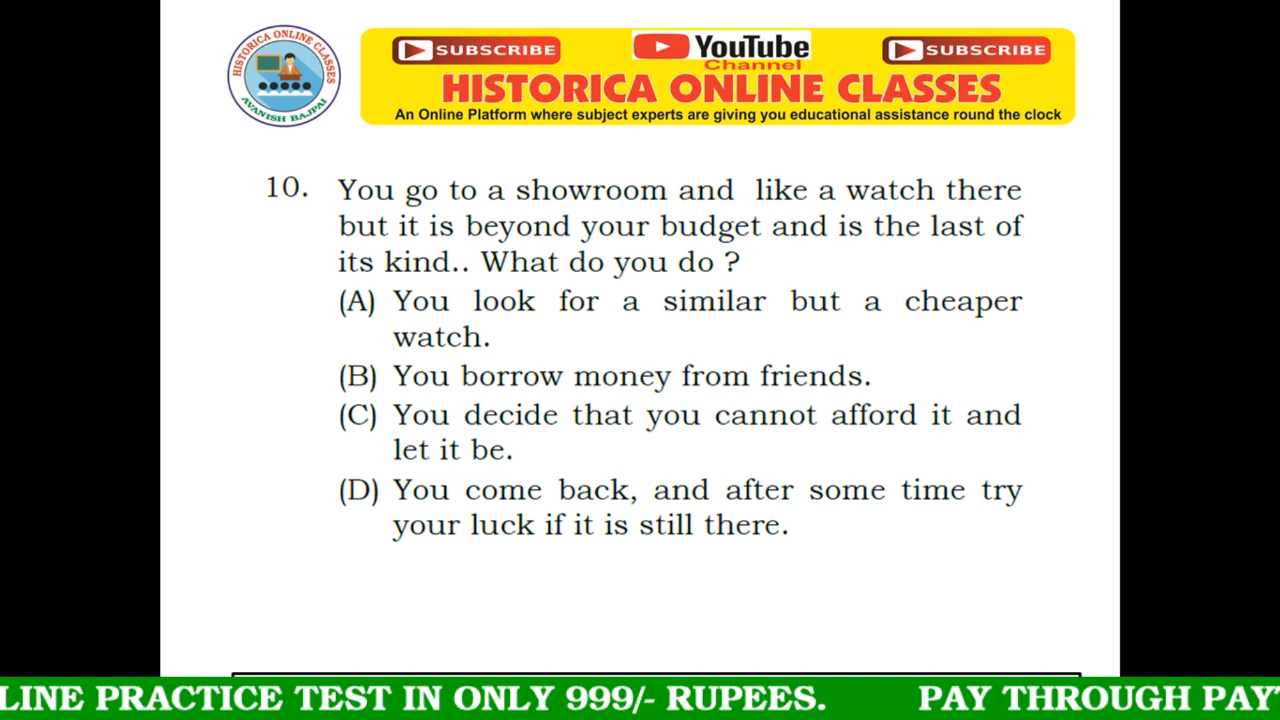 HISTORICA ONLINE CLASSES
AVANISH BAJPAI
SUBSCRIBE
YouTube
SUBSCRIBE
Channel
HISTORICA ONLINE CLASSES
An Online Platform where subject experts are giving you educational assistance round the clock
10. You go to a showroom and like a watch there
but it is beyond your budget and is the last of
its kind.. What do you do ?
(A) You look for a similar but a cheaper
watch.
(B) You borrow money from friends.
(C) You decide that you cannot afford it and
let it be.
(D) You come back, and after some time try
your luck if it is still there.
LINE PRACTICE TEST IN ONLY 999/- RUPEES. PAY THROUGH PAYT